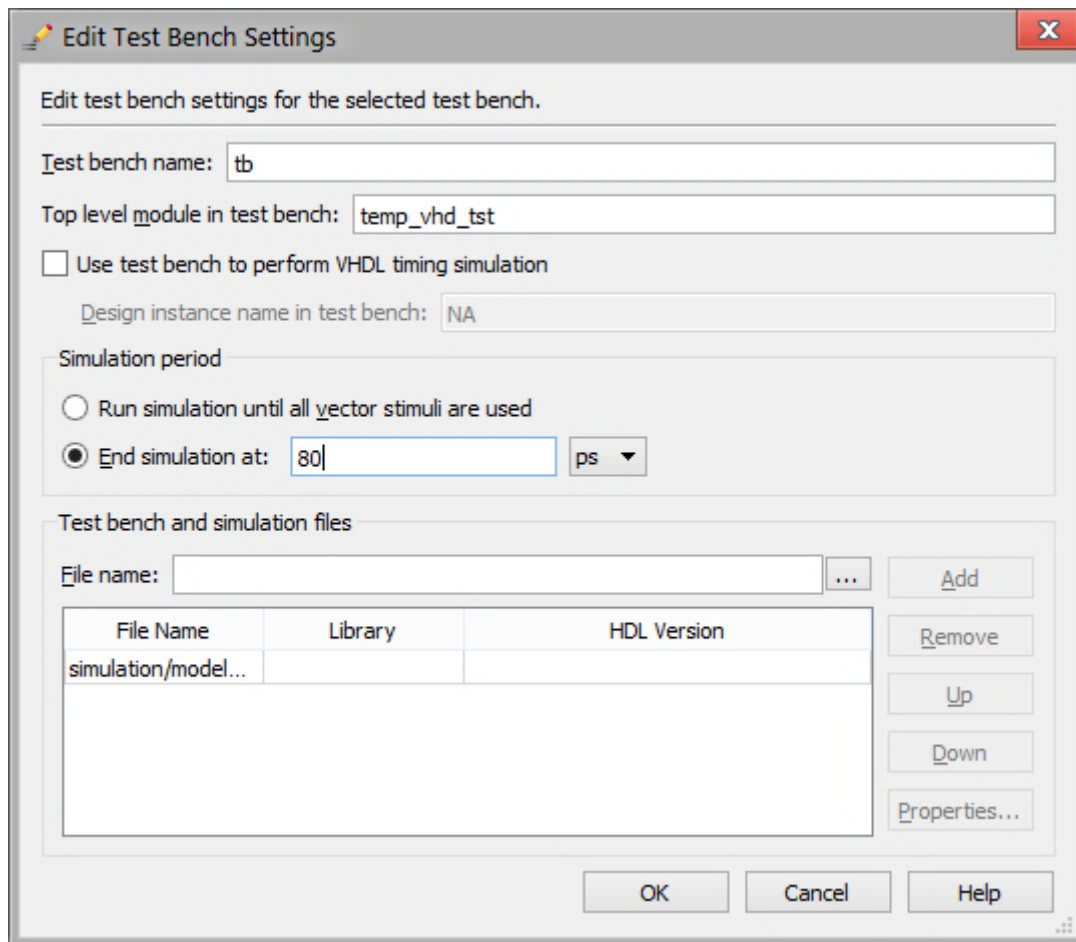 Edit Test Bench Settings
x
Edit test bench settings for the selected test bench.
Test bench name: tb
Top level module in test bench: temp_vhd_tst
Use test bench to perform VHDL timing simulation
Design instance name in test bench: NA
Simulation period
Run simulation until all vector stimuli are used
End simulation at: 80 ps
Test bench and simulation files
File name: ... Add
File Name Library HDL Version
Remove
simulation/model...
Up
Down
Properties...
OK Cancel Help